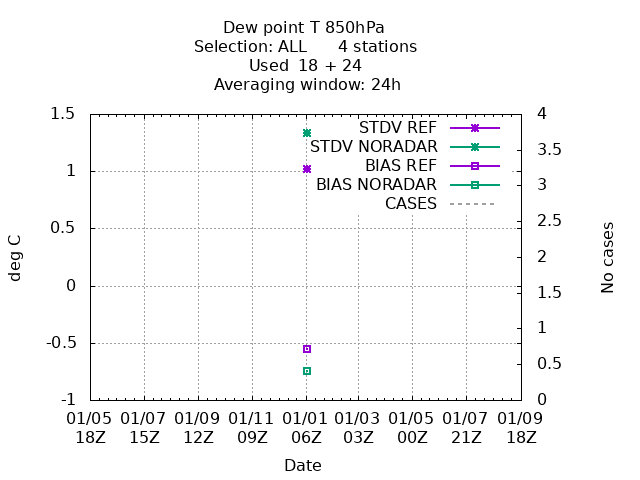 Dew point T 850hPa
Selection: ALL      4 stations
Used  18 + 24
Averaging window: 24h
STDV REF
STDV NORADAR
BIAS REF
BIAS NORADAR
CASES
1.5
1
0.5
0
-0.5
-1
deg C
4
3.5
3
2.5
2
1.5
1
0.5
0
No cases
01/05 01/07 01/09 01/11 01/01 01/03 01/05 01/07 01/09
18Z 15Z 12Z 09Z 06Z 03Z 00Z 21Z 18Z
Date